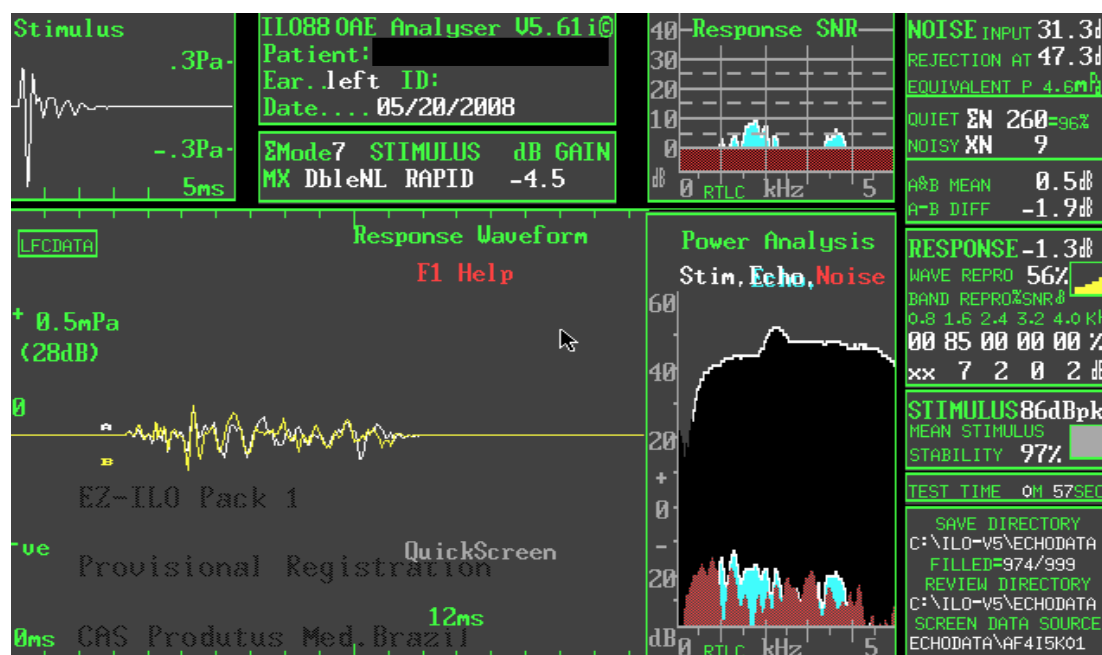 Stimulus
.3Pa-
-.3Pa-
5ms
ILO88 OAE Analyser V5.61i©
Patient:
Ear..left ID:
Date.... 05/20/2008
ΣMode7 STIMULUS dB GAIN
MX DbleNL RAPID -4.5
Response SNR
40
30
20
10
0
dB 0 RTLC kHz 5
NOISE INPUT 31.3d
REJECTION AT 47.3d
EQUIVALENT P 4.6mPa
QUIET ΣN 260=96%
NOISY XN 9
A&B MEAN 0.5dB
A-B DIFF -1.9dB
LFCDATA
Response Waveform
F1 Help
+ 0.5mPa
(28dB)
0
A
B
EZ-ILO Pack 1
-ve
QuickScreen
Provisional Registration
12ms
0ms
CAS Produtus Med.Brazil
Power Analysis
Stim,Echo,Noise
60
40
20
+
0
-
20
dB 0 RTLC kHz 5
RESPONSE -1.3dB
WAVE REPRO 56%
BAND REPRO%SNRdB
0.8 1.6 2.4 3.2 4.0 KH
00 85 00 00 00 %
xx 7 2 0 2 dB
STIMULUS 86dBpk
MEAN STIMULUS
STABILITY 97%
TEST TIME 0M 57SEC
SAVE DIRECTORY
C:\ILO-V5\ECHODATA
FILLED=974/999
REVIEW DIRECTORY
C:\ILO-V5\ECHODATA
SCREEN DATA SOURCE
ECHODATA\AF4I5K01